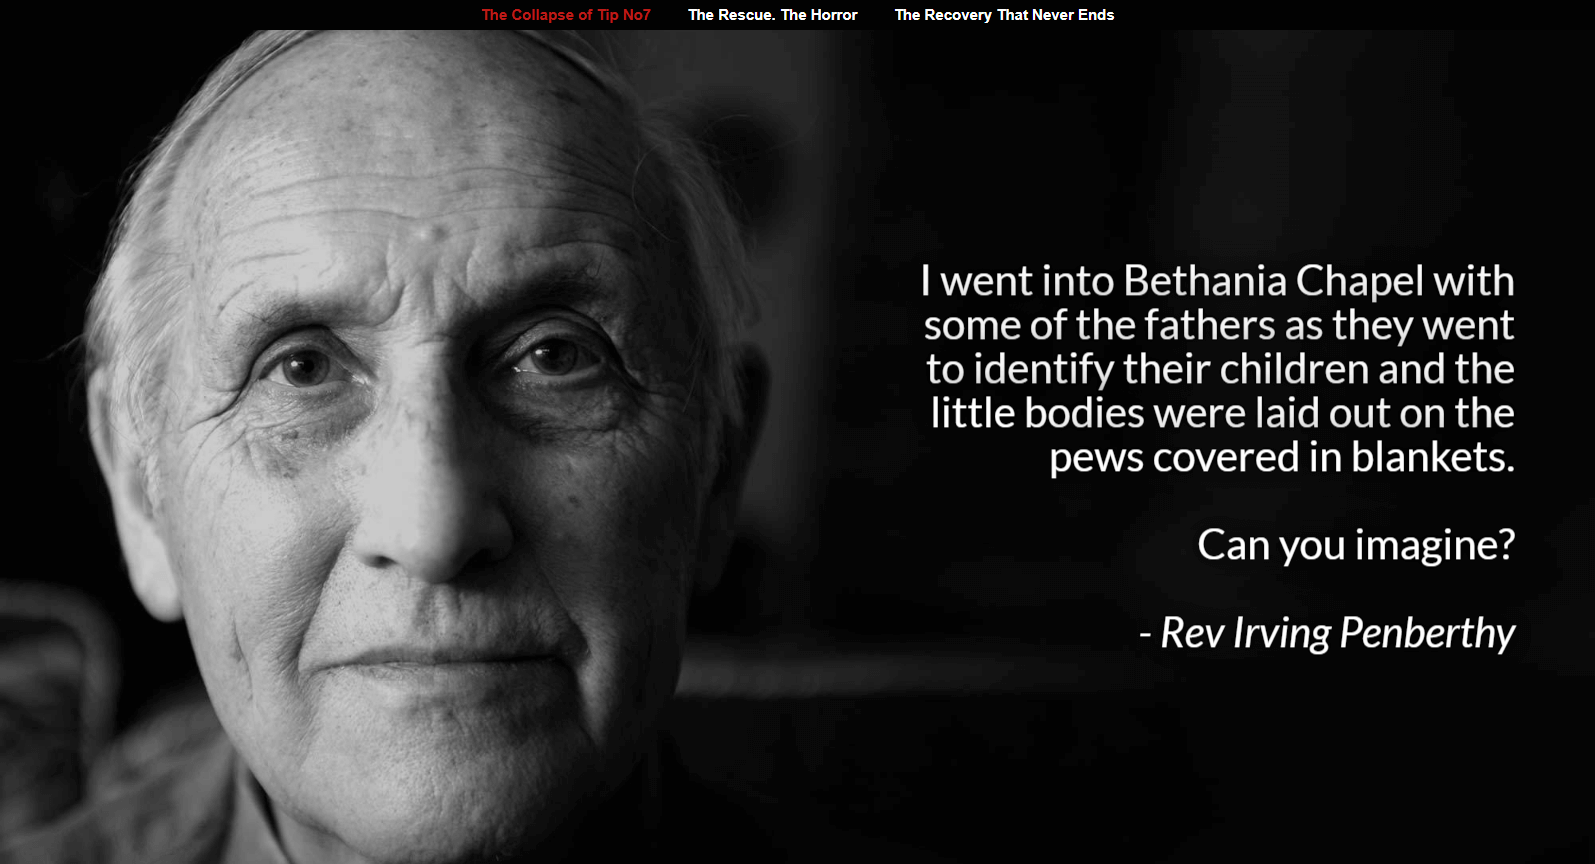 The Collapse of Tip No7 The Rescue. The Horror The Recovery That Never Ends
I went into Bethania Chapel with
some of the fathers as they went
to identify their children and the
little bodies were laid out on the
pews covered in blankets.
Can you imagine?
- Rev Irving Penberthy